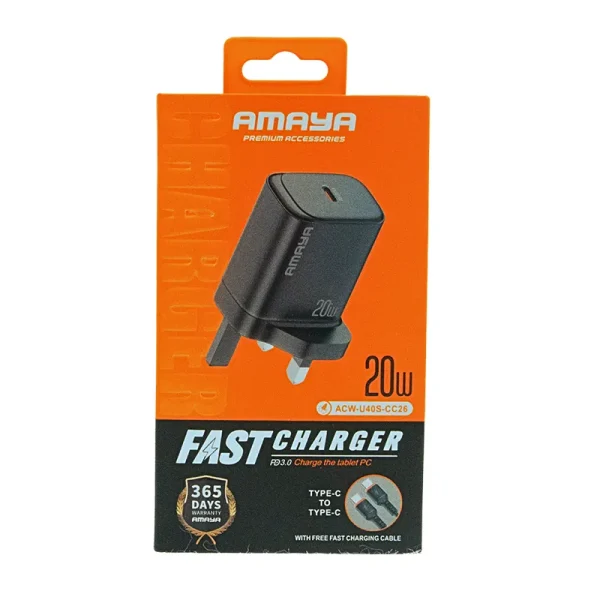 AMAYA
PREMIUM ACCESSORIES
CHARGER
AMAYA
20W
20W
ACW-U40S-CC26
FAST CHARGER
PD3.0 Charge the tablet PC
365
DAYS
WARRANTY
AMAYA
TYPE-C
TO
TYPE-C
WITH FREE FAST CHARGING CABLE